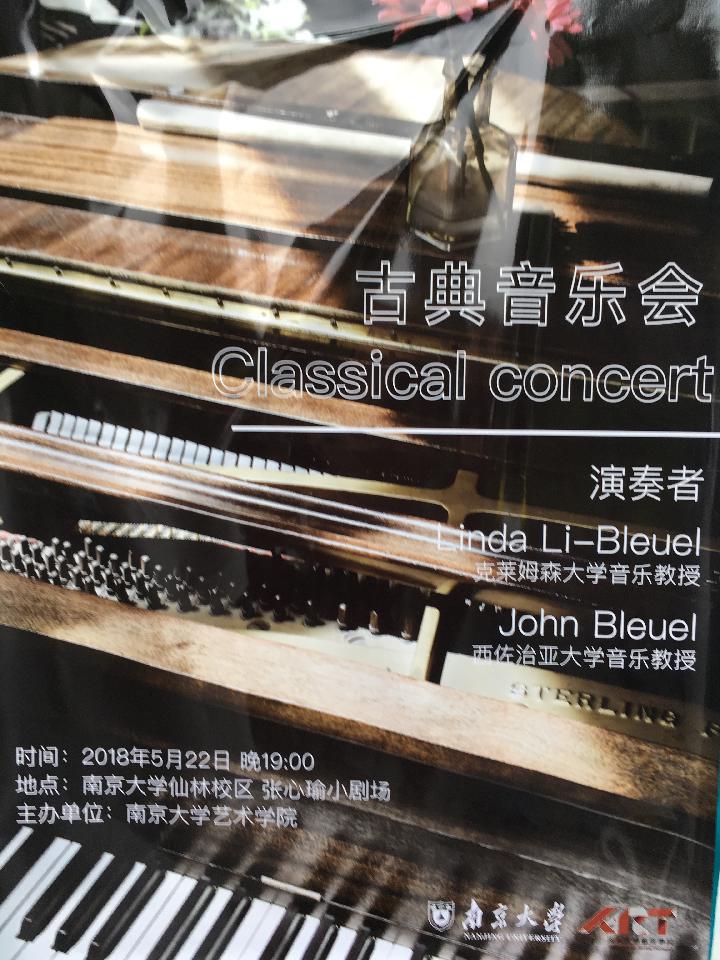 古典音乐会
Classical concert
演奏者
Linda Li-Bleuel
克莱姆森大学音乐教授
John Bleuel
西佐治亚大学音乐教授
STERLING
时间：2018年5月22日 晚19:00
地点：南京大学仙林校区 张心瑜小剧场
主办单位：南京大学艺术学院
南京大学
NANJING UNIVERSITY
ART